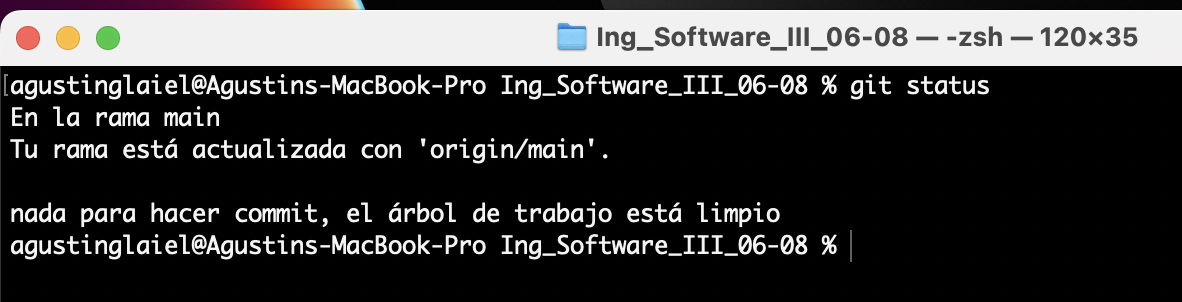 Ing_Software_III_06-08 — -zsh — 120×35
agustinglaiel@Agustins-MacBook-Pro Ing_Software_III_06-08 % git status
En la rama main
Tu rama está actualizada con 'origin/main'.
nada para hacer commit, el árbol de trabajo está limpio
agustinglaiel@Agustins-MacBook-Pro Ing_Software_III_06-08 %